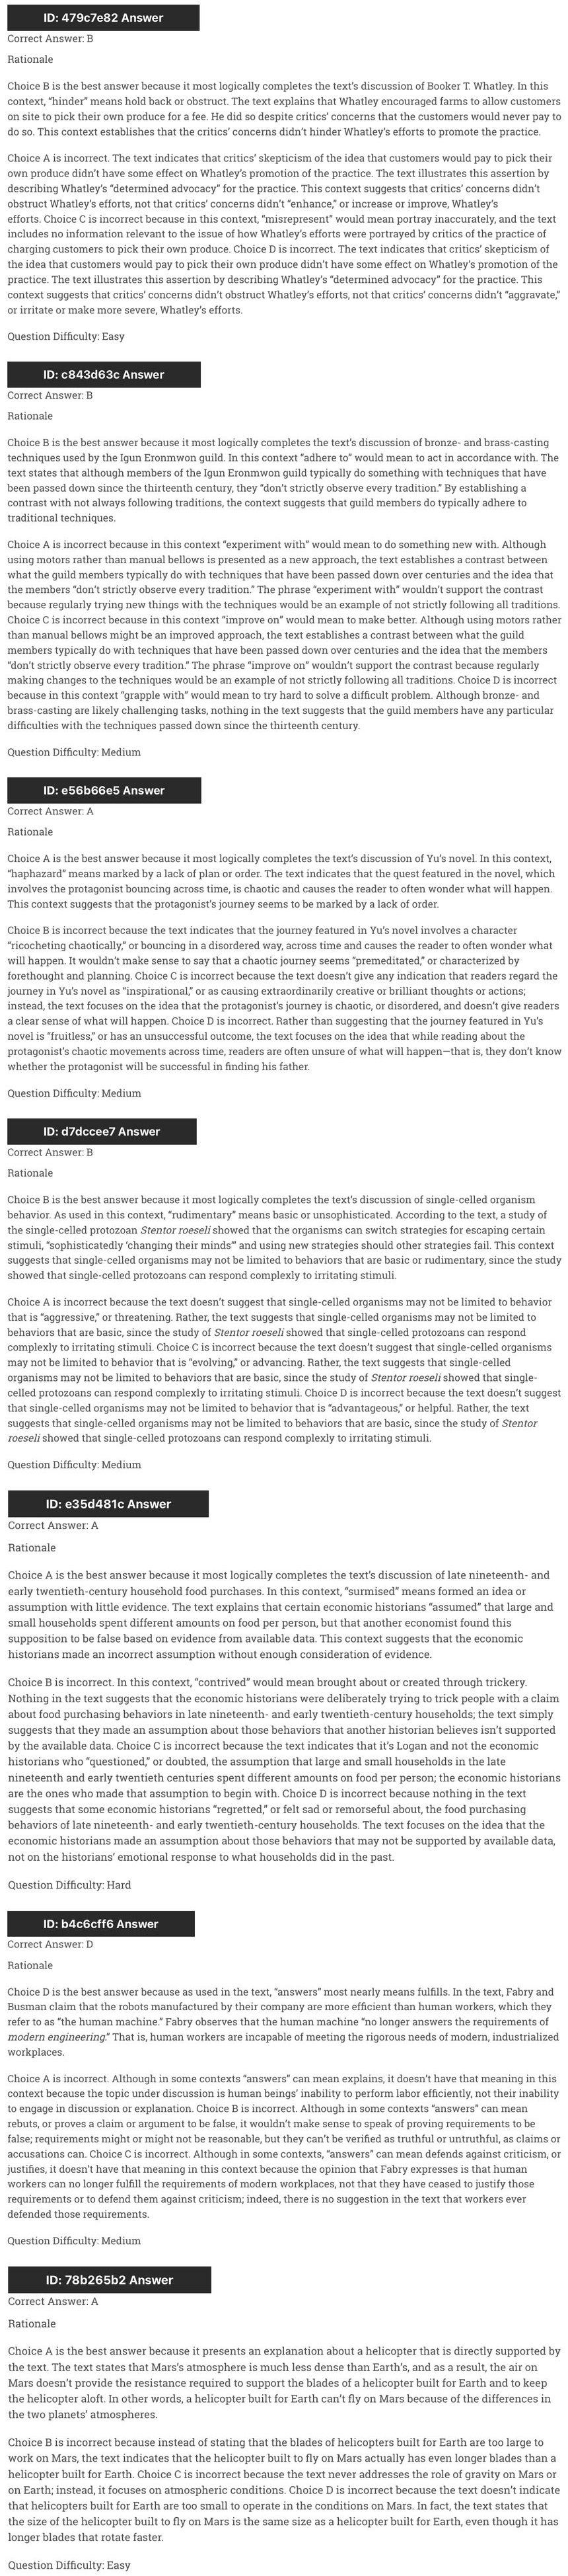 ID: 479c7e82 Answer
Correct Answer: B
Rationale
Choice B is the best answer because it most logically completes the text's discussion of Booker T. Whatley. In this
context, “hinder” means hold back or obstruct. The text explains that Whatley encouraged farms to allow customers
on site to pick their own produce for a fee. He did so despite critics’ concerns that the customers would never pay to
do so. This context establishes that the critics’ concerns didn’t hinder Whatley’s efforts to promote the practice.
Choice A is incorrect. The text indicates that critics’ skepticism of the idea that customers would pay to pick their
own produce didn’t have some effect on Whatley’s promotion of the practice. The text illustrates this assertion by
describing Whatley’s “determined advocacy” for the practice. This context suggests that critics’ concerns didn’t
obstruct Whatley’s efforts, not that critics’ concerns didn’t “enhance,” or increase or improve, Whatley’s
efforts. Choice C is incorrect because in this context, “misrepresent” would mean portray inaccurately, and the text
includes no information relevant to the issue of how Whatley’s efforts were portrayed by critics of the practice of
charging customers to pick their own produce. Choice D is incorrect. The text indicates that critics’ skepticism of
the idea that customers would pay to pick their own produce didn’t have some effect on Whatley’s promotion of the
practice. The text illustrates this assertion by describing Whatley’s “determined advocacy” for the practice. This
context suggests that critics’ concerns didn’t obstruct Whatley’s efforts, not that critics’ concerns didn’t “aggravate,”
or irritate or make more severe, Whatley’s efforts.
Question Difficulty: Easy
ID: c843d63c Answer
Correct Answer: B
Rationale
Choice B is the best answer because it most logically completes the text’s discussion of bronze- and brass-casting
techniques used by the Igun Eronmwon guild. In this context “adhere to” would mean to act in accordance with. The
text states that although members of the Igun Eronmwon guild typically do something with techniques that have
been passed down since the thirteenth century, they “don’t strictly observe every tradition.” By establishing a
contrast with not always following traditions, the context suggests that guild members do typically adhere to
traditional techniques.
Choice A is incorrect because in this context “experiment with” would mean to do something new with. Although
using motors rather than manual bellows is presented as a new approach, the text establishes a contrast between
what the guild members typically do with techniques that have been passed down over centuries and the idea that
the members “don’t strictly observe every tradition.” The phrase “experiment with” wouldn’t support the contrast
because regularly trying new things with the techniques would be an example of not strictly following all traditions.
Choice C is incorrect because in this context “improve on” would mean to make better. Although using motors rather
than manual bellows might be an improved approach, the text establishes a contrast between what the guild
members typically do with techniques that have been passed down over centuries and the idea that the members
“don’t strictly observe every tradition.” The phrase “improve on” wouldn’t support the contrast because regularly
making changes to the techniques would be an example of not strictly following all traditions. Choice D is incorrect
because in this context “grapple with” would mean to try hard to solve a difficult problem. Although bronze- and
brass-casting are likely challenging tasks, nothing in the text suggests that the guild members have any particular
difficulties with the techniques passed down since the thirteenth century.
Question Difficulty: Medium
ID: e56b66e5 Answer
Correct Answer: A
Rationale
Choice A is the best answer because it most logically completes the text’s discussion of Yu’s novel. In this context,
“haphazard” means marked by a lack of plan or order. The text indicates that the quest featured in the novel, which
involves the protagonist bouncing across time, is chaotic and causes the reader to often wonder what will happen.
This context suggests that the protagonist’s journey seems to be marked by a lack of order.
Choice B is incorrect because the text indicates that the journey featured in Yu’s novel involves a character
“ricocheting chaotically,” or bouncing in a disordered way, across time and causes the reader to often wonder what
will happen. It wouldn’t make sense to say that a chaotic journey seems “premeditated,” or characterized by
forethought and planning. Choice C is incorrect because the text doesn’t give any indication that readers regard the
journey in Yu’s novel as “inspirational,” or as causing extraordinarily creative or brilliant thoughts or actions;
instead, the text focuses on the idea that the protagonist’s journey is chaotic, or disordered, and doesn’t give readers
a clear sense of what will happen. Choice D is incorrect. Rather than suggesting that the journey featured in Yu’s
novel is “fruitless,” or has an unsuccessful outcome, the text focuses on the idea that while reading about the
protagonist’s chaotic movements across time, readers are often unsure of what will happen—that is, they don’t know
whether the protagonist will be successful in finding his father.
Question Difficulty: Medium
ID: d7dccee7 Answer
Correct Answer: B
Rationale
Choice B is the best answer because it most logically completes the text’s discussion of single-celled organism
behavior. As used in this context, “rudimentary” means basic or unsophisticated. According to the text, a study of
the single-celled protozoan Stentor roeseli showed that the organisms can switch strategies for escaping certain
stimuli, “sophisticatedly ‘changing their minds’” and using new strategies should other strategies fail. This context
suggests that single-celled organisms may not be limited to behaviors that are basic or rudimentary, since the study
showed that single-celled protozoans can respond complexly to irritating stimuli.
Choice A is incorrect because the text doesn’t suggest that single-celled organisms may not be limited to behavior
that is “aggressive,” or threatening. Rather, the text suggests that single-celled organisms may not be limited to
behaviors that are basic, since the study of Stentor roeseli showed that single-celled protozoans can respond
complexly to irritating stimuli. Choice C is incorrect because the text doesn’t suggest that single-celled organisms
may not be limited to behavior that is “evolving,” or advancing. Rather, the text suggests that single-celled
organisms may not be limited to behaviors that are basic, since the study of Stentor roeseli showed that single-
celled protozoans can respond complexly to irritating stimuli. Choice D is incorrect because the text doesn’t suggest
that single-celled organisms may not be limited to behavior that is “advantageous,” or helpful. Rather, the text
suggests that single-celled organisms may not be limited to behaviors that are basic, since the study of Stentor
roeseli showed that single-celled protozoans can respond complexly to irritating stimuli.
Question Difficulty: Medium
ID: e35d481c Answer
Correct Answer: A
Rationale
Choice A is the best answer because it most logically completes the text’s discussion of late nineteenth- and
early twentieth-century household food purchases. In this context, “surmised” means formed an idea or
assumption with little evidence. The text explains that certain economic historians “assumed” that large and
small households spent different amounts on food per person, but that another economist found this
supposition to be false based on evidence from available data. This context suggests that the economic
historians made an incorrect assumption without enough consideration of evidence.
Choice B is incorrect. In this context, “contrived” would mean brought about or created through trickery.
Nothing in the text suggests that the economic historians were deliberately trying to trick people with a claim
about food purchasing behaviors in late nineteenth- and early twentieth-century households; the text simply
suggests that they made an assumption about those behaviors that another historian believes isn’t supported
by the available data. Choice C is incorrect because the text indicates that it’s Logan and not the economic
historians who “questioned,” or doubted, the assumption that large and small households in the late
nineteenth and early twentieth centuries spent different amounts on food per person; the economic historians
are the ones who made that assumption to begin with. Choice D is incorrect because nothing in the text
suggests that some economic historians “regretted,” or felt sad or remorseful about, the food purchasing
behaviors of late nineteenth- and early twentieth-century households. The text focuses on the idea that the
economic historians made an assumption about those behaviors that may not be supported by available data,
not on the historians’ emotional response to what households did in the past.
Question Difficulty: Hard
ID: b4c6cff6 Answer
Correct Answer: D
Rationale
Choice D is the best answer because as used in the text, “answers” most nearly means fulfills. In the text, Fabry and
Busman claim that the robots manufactured by their company are more efficient than human workers, which they
refer to as “the human machine.” Fabry observes that the human machine “no longer answers the requirements of
modern engineering.” That is, human workers are incapable of meeting the rigorous needs of modern, industrialized
workplaces.
Choice A is incorrect. Although in some contexts “answers” can mean explains, it doesn’t have that meaning in this
context because the topic under discussion is human beings’ inability to perform labor efficiently, not their inability
to engage in discussion or explanation. Choice B is incorrect. Although in some contexts “answers” can mean
rebuts, or proves a claim or argument to be false, it wouldn’t make sense to speak of proving requirements to be
false; requirements might or might not be reasonable, but they can’t be verified as truthful or untruthful, as claims or
accusations can. Choice C is incorrect. Although in some contexts, “answers” can mean defends against criticism, or
justifies, it doesn’t have that meaning in this context because the opinion that Fabry expresses is that human
workers can no longer fulfill the requirements of modern workplaces, not that they have ceased to justify those
requirements or to defend them against criticism; indeed, there is no suggestion in the text that workers ever
defended those requirements.
Question Difficulty: Medium
ID: 78b265b2 Answer
Correct Answer: A
Rationale
Choice A is the best answer because it presents an explanation about a helicopter that is directly supported by
the text. The text states that Mars’s atmosphere is much less dense than Earth’s, and as a result, the air on
Mars doesn’t provide the resistance required to support the blades of a helicopter built for Earth and to keep
the helicopter aloft. In other words, a helicopter built for Earth can’t fly on Mars because of the differences in
the two planets’ atmospheres.
Choice B is incorrect because instead of stating that the blades of helicopters built for Earth are too large to
work on Mars, the text indicates that the helicopter built to fly on Mars actually has even longer blades than a
helicopter built for Earth. Choice C is incorrect because the text never addresses the role of gravity on Mars or
on Earth; instead, it focuses on atmospheric conditions. Choice D is incorrect because the text doesn’t indicate
that helicopters built for Earth are too small to operate in the conditions on Mars. In fact, the text states that
the size of the helicopter built to fly on Mars is the same size as a helicopter built for Earth, even though it has
longer blades that rotate faster.
Question Difficulty: Easy